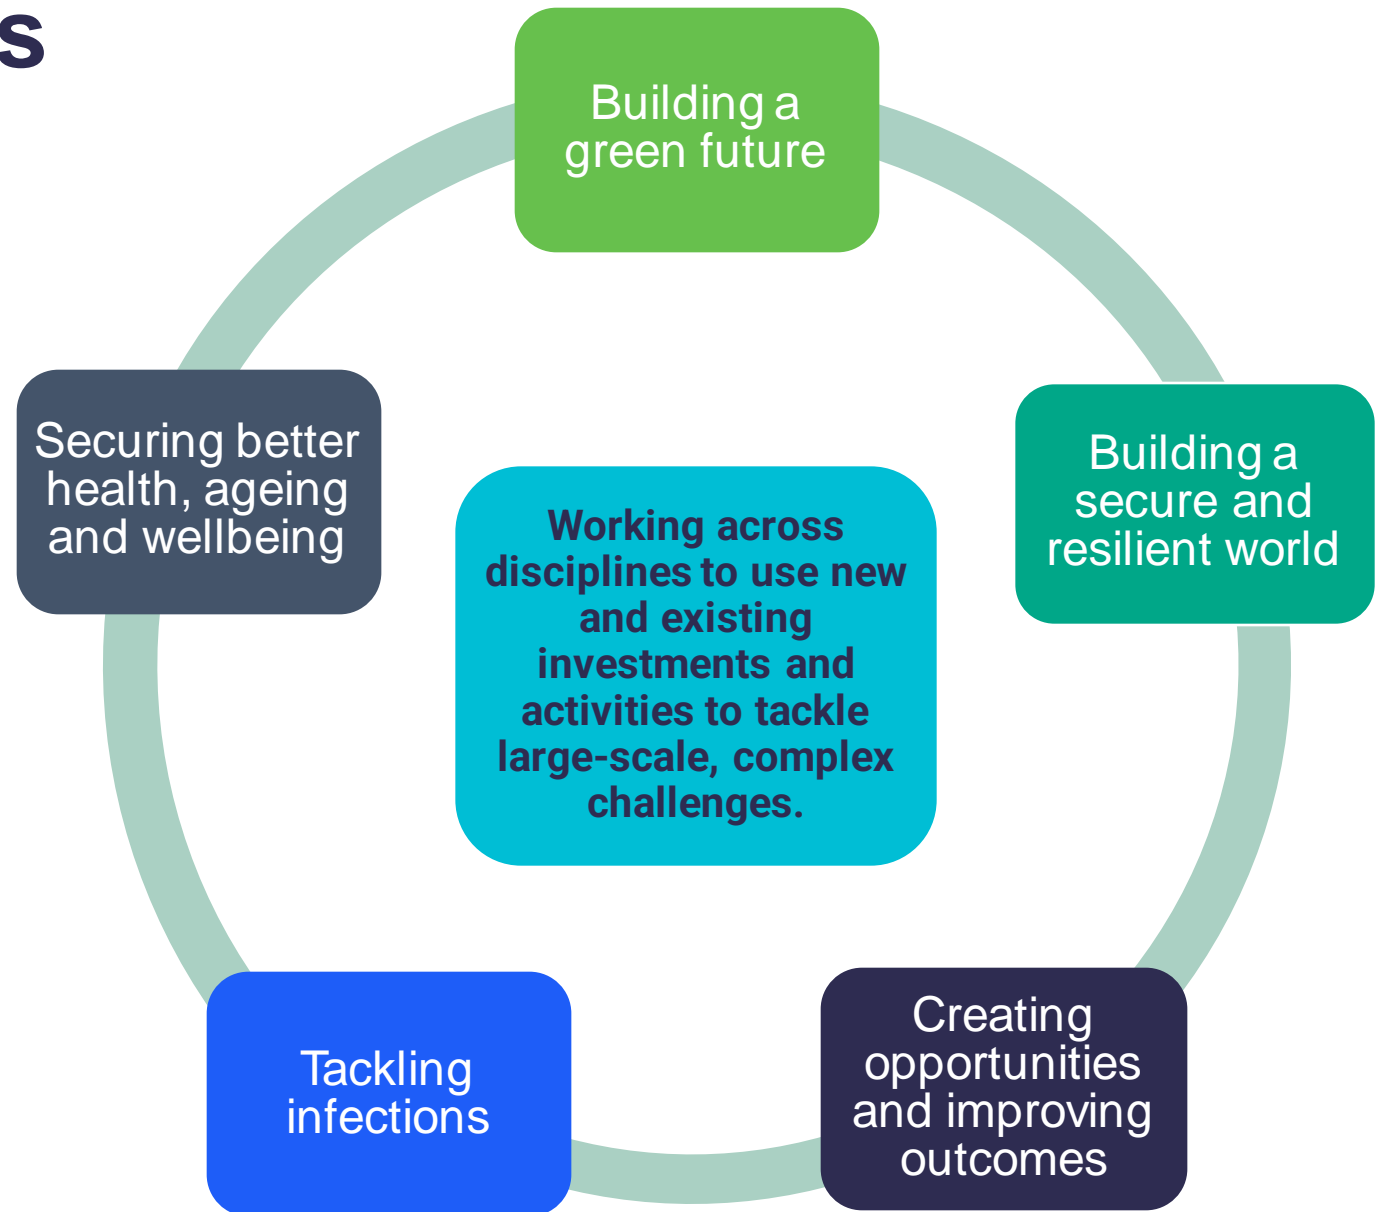 s
Building a
green future
Securing better
health, ageing
and wellbeing
Building a
secure and
resilient world
Working across
disciplines to use new
and existing
investments and
activities to tackle
large-scale, complex
challenges.
Tackling
infections
Creating
opportunities
and improving
outcomes